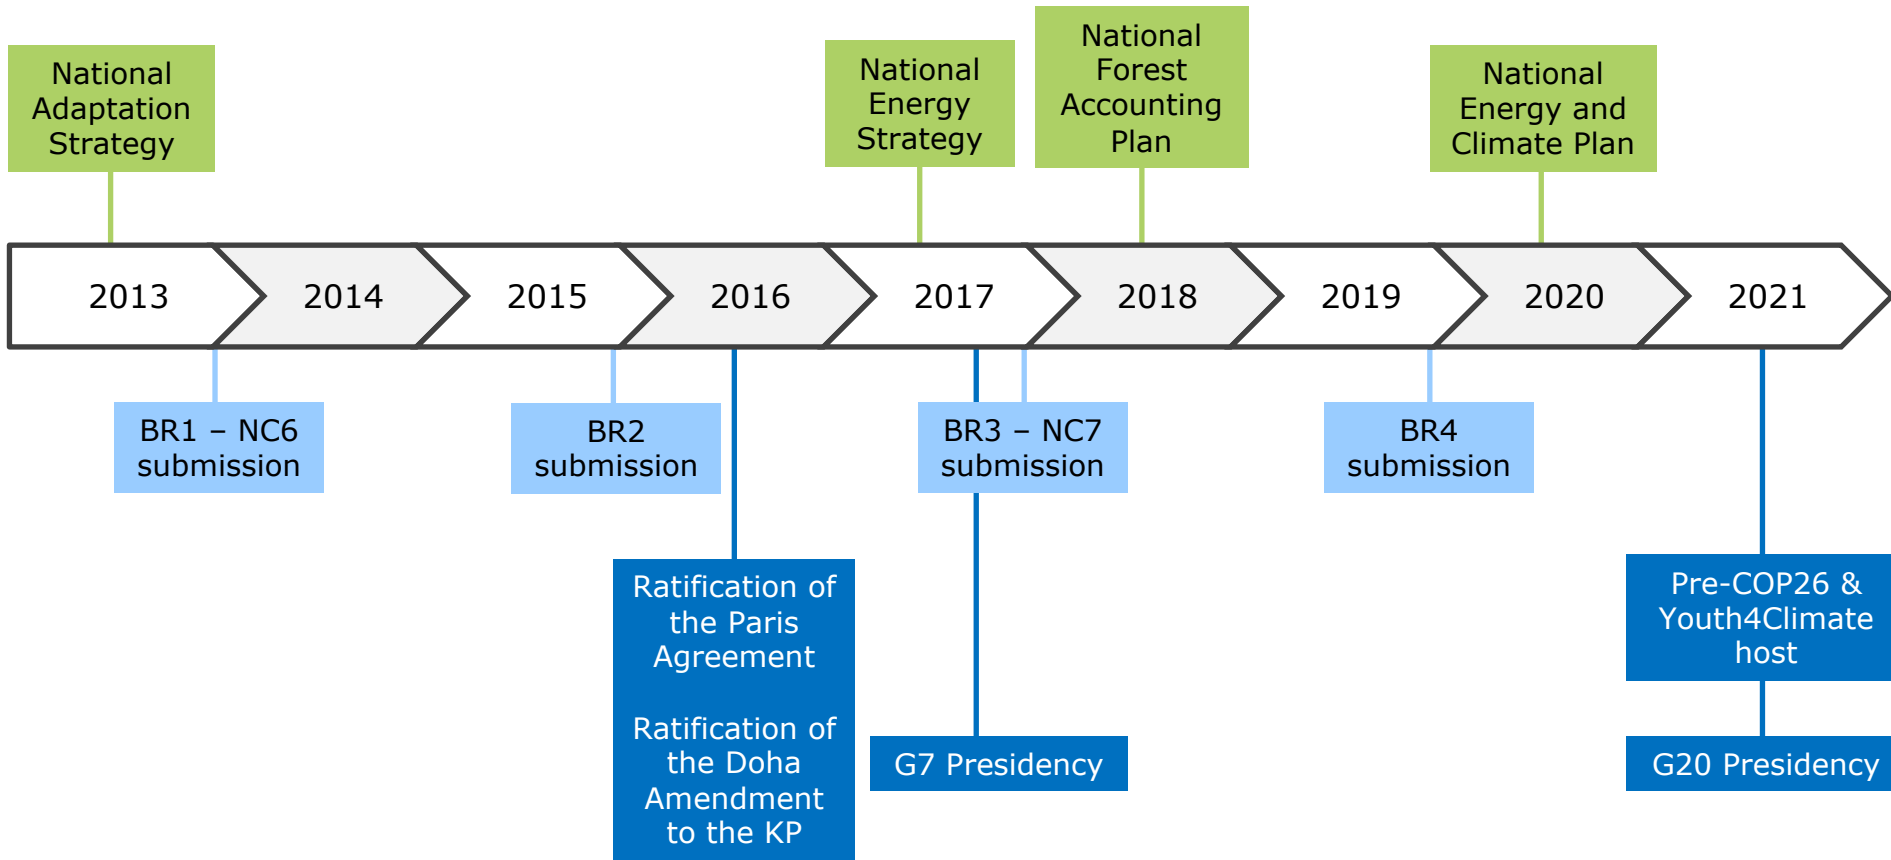 National
Adaptation
Strategy
National
Energy
Strategy
National
Forest
Accounting
Plan
National
Energy and
Climate Plan
2013
2014
2015
2016
2017
2018
2019
2020
2021
BR1 – NC6
submission
BR2
submission
BR3 – NC7
submission
BR4
submission
Ratification of
the Paris
Agreement
Ratification of
the Doha
Amendment
to the KP
G7 Presidency
Pre-COP26 &
Youth4Climate
host
G20 Presidency